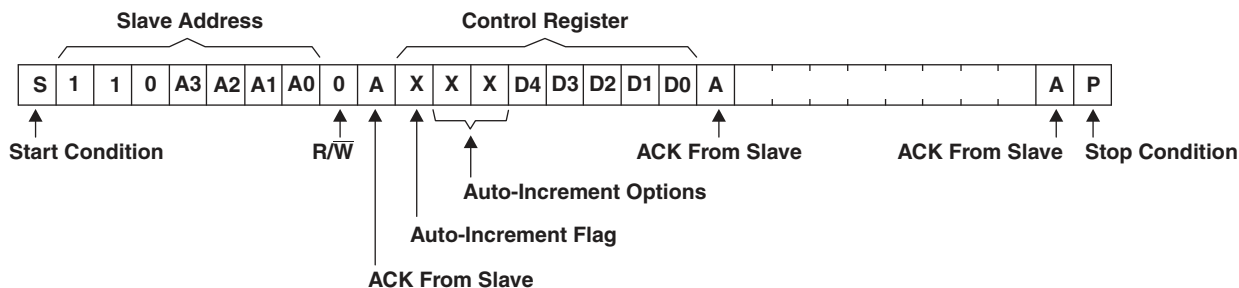 Slave Address Control Register
S 1 1 0 A3 A2 A1 A0 0 A X X X D4 D3 D2 D1 D0 A A P
Start Condition R/W̅ ACK From Slave ACK From Slave Stop Condition
Auto-Increment Options
Auto-Increment Flag
ACK From Slave